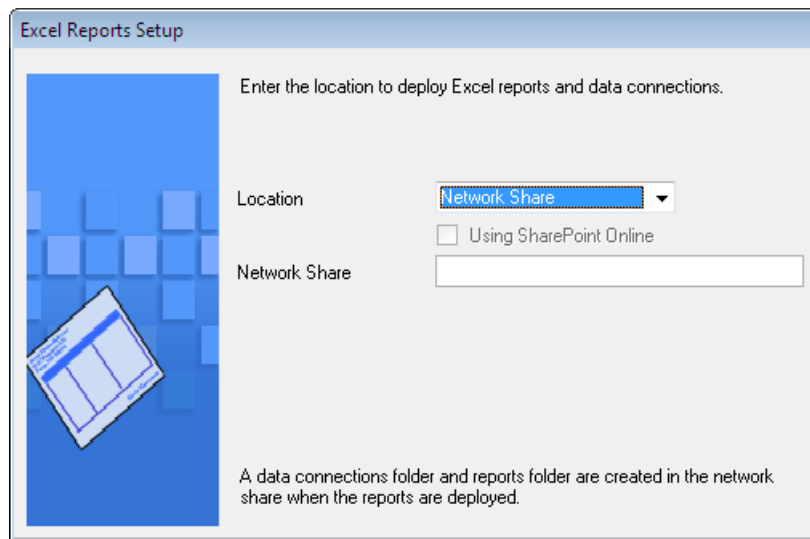 Excel Reports Setup
Enter the location to deploy Excel reports and data connections.
Location
Network Share
Using SharePoint Online
Network Share
A data connections folder and reports folder are created in the network
share when the reports are deployed.